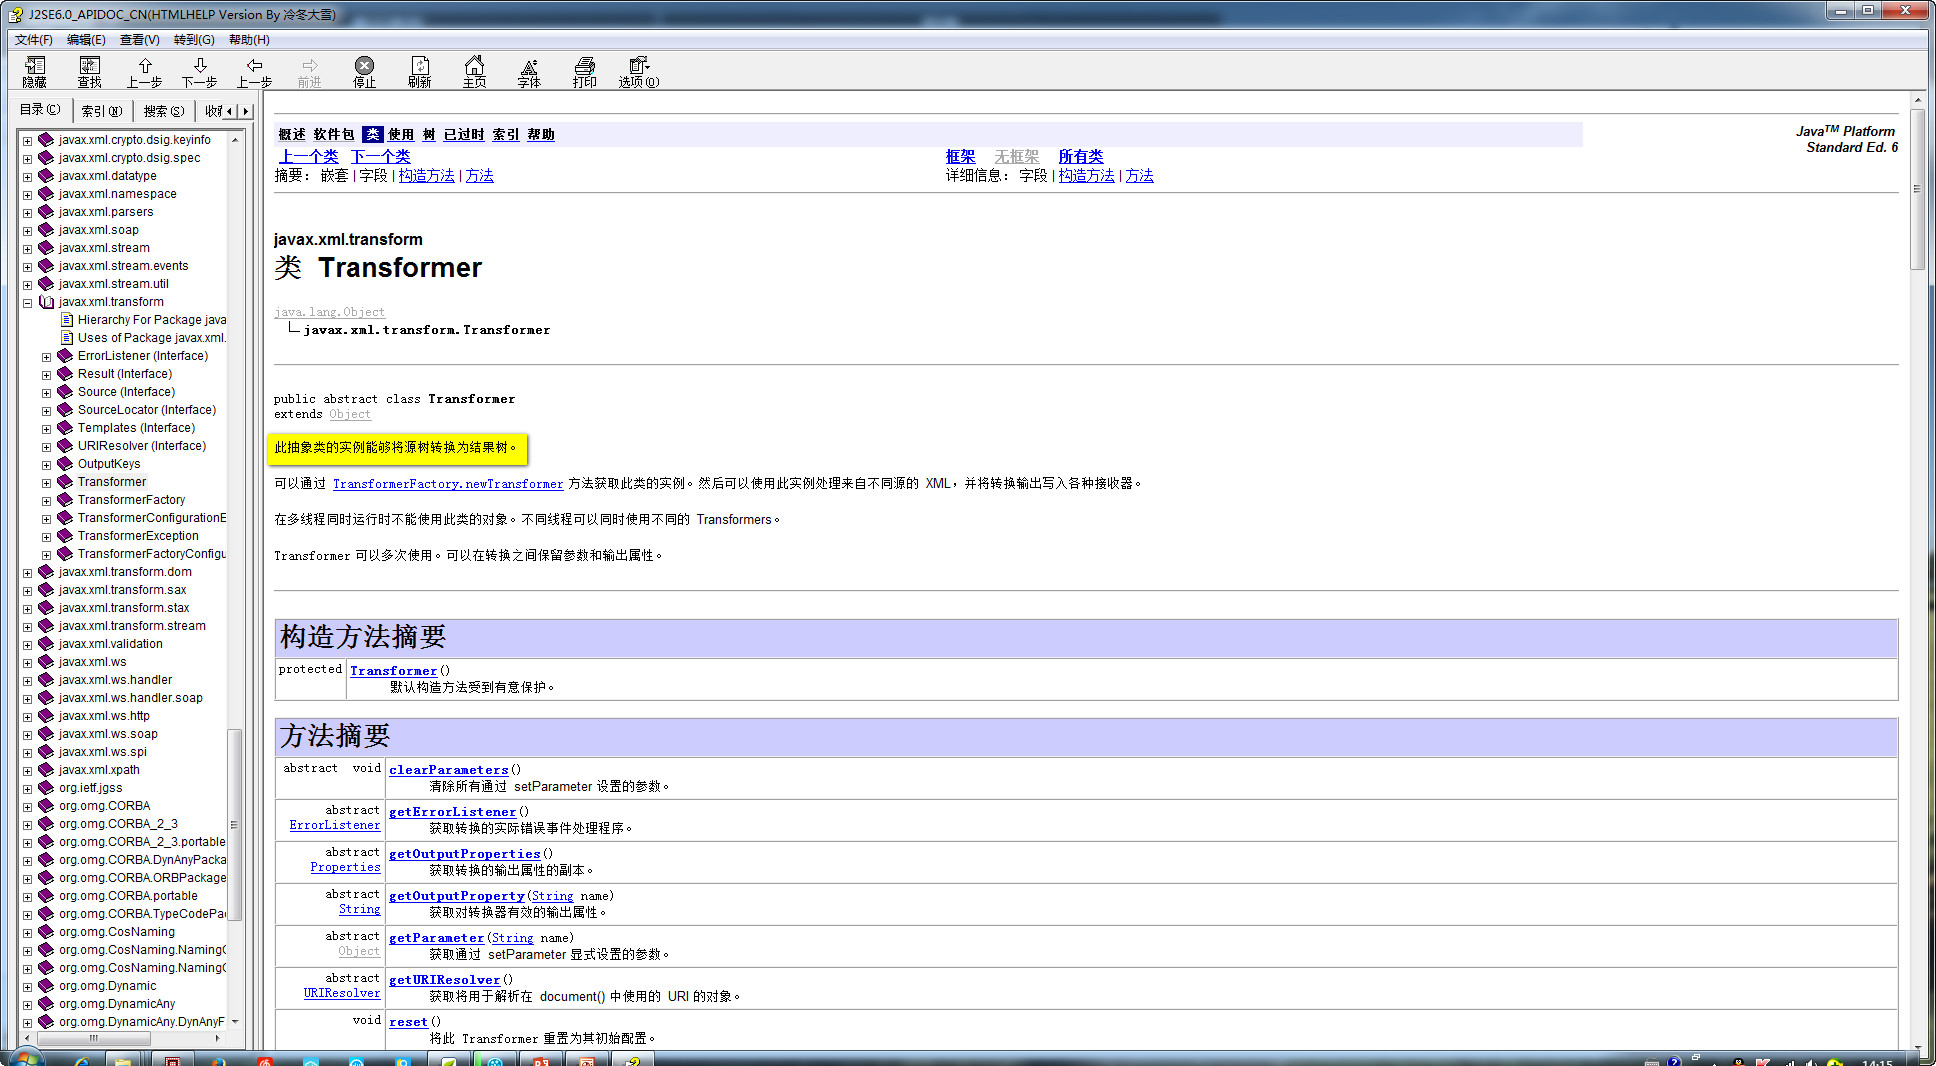 J2SE6.0_APIDOC_CN(HTMLHELP Version By 冷冬大雪)
文件(F) 编辑(E) 查看(V) 转到(G) 帮助(H)
隐藏 查找 上一步 下一步 上一步 前进 停止 刷新 主页 字体 打印 选项(O)
目录(C) 索引(N) 搜索(S)
javax.xml.crypto.dsig.keyinfo
javax.xml.crypto.dsig.spec
javax.xml.datatype
javax.xml.namespace
javax.xml.parsers
javax.xml.soap
javax.xml.stream
javax.xml.stream.events
javax.xml.stream.util
javax.xml.transform
Hierarchy For Package java
Uses of Package javax.xml.
ErrorListener (Interface)
Result (Interface)
Source (Interface)
SourceLocator (Interface)
Templates (Interface)
URIResolver (Interface)
OutputKeys
Transformer
TransformerFactory
TransformerConfigurationE
TransformerException
TransformerFactoryConfigu
javax.xml.transform.dom
javax.xml.transform.sax
javax.xml.transform.stax
javax.xml.transform.stream
javax.xml.validation
javax.xml.ws
javax.xml.ws.handler
javax.xml.ws.handler.soap
javax.xml.ws.http
javax.xml.ws.soap
javax.xml.ws.spi
javax.xml.xpath
org.ietf.jgss
org.omg.CORBA
org.omg.CORBA_2_3
org.omg.CORBA_2_3.portable
org.omg.CORBA.DynAnyPacka
org.omg.CORBA.ORBPackage
org.omg.CORBA.portable
org.omg.CORBA.TypeCodePa
org.omg.CosNaming
org.omg.CosNaming.Naming
org.omg.CosNaming.Naming
org.omg.Dynamic
org.omg.DynamicAny
org.omg.DynamicAny.DynAnyF
概述 软件包 类 使用 树 已过时 索引 帮助
Java™ Platform
Standard Ed. 6
上一个类 下一个类 框架 无框架 所有类
摘要: 嵌套 | 字段 | 构造方法 | 方法 详细信息: 字段 | 构造方法 | 方法
javax.xml.transform
类 Transformer
java.lang.Object
javax.xml.transform.Transformer
public abstract class Transformer
extends Object
此抽象类的实例能够将源树转换为结果树。
可以通过 TransformerFactory.newTransformer 方法获取此类的实例。然后可以使用此实例处理来自不同源的 XML，并将转换输出写入各种接收器。
在多线程同时运行时不能使用此类的对象。不同线程可以同时使用不同的 Transformers。
Transformer 可以多次使用。可以在转换之间保留参数和输出属性。
构造方法摘要
protected Transformer()
默认构造方法受到有意保护。
方法摘要
abstract void clearParameters()
清除所有通过 setParameter 设置的参数。
abstract ErrorListener getErrorListener()
获取转换的实际错误事件处理程序。
abstract Properties getOutputProperties()
获取转换的输出属性的副本。
abstract String getOutputProperty(String name)
获取对转换器有效的输出属性。
abstract Object getParameter(String name)
获取通过 setParameter 显式设置的参数。
abstract URIResolver getURIResolver()
获取将用于解析在 document() 中使用的 URI 的对象。
void reset()
将此 Transformer 重置为其初始配置。
14:15